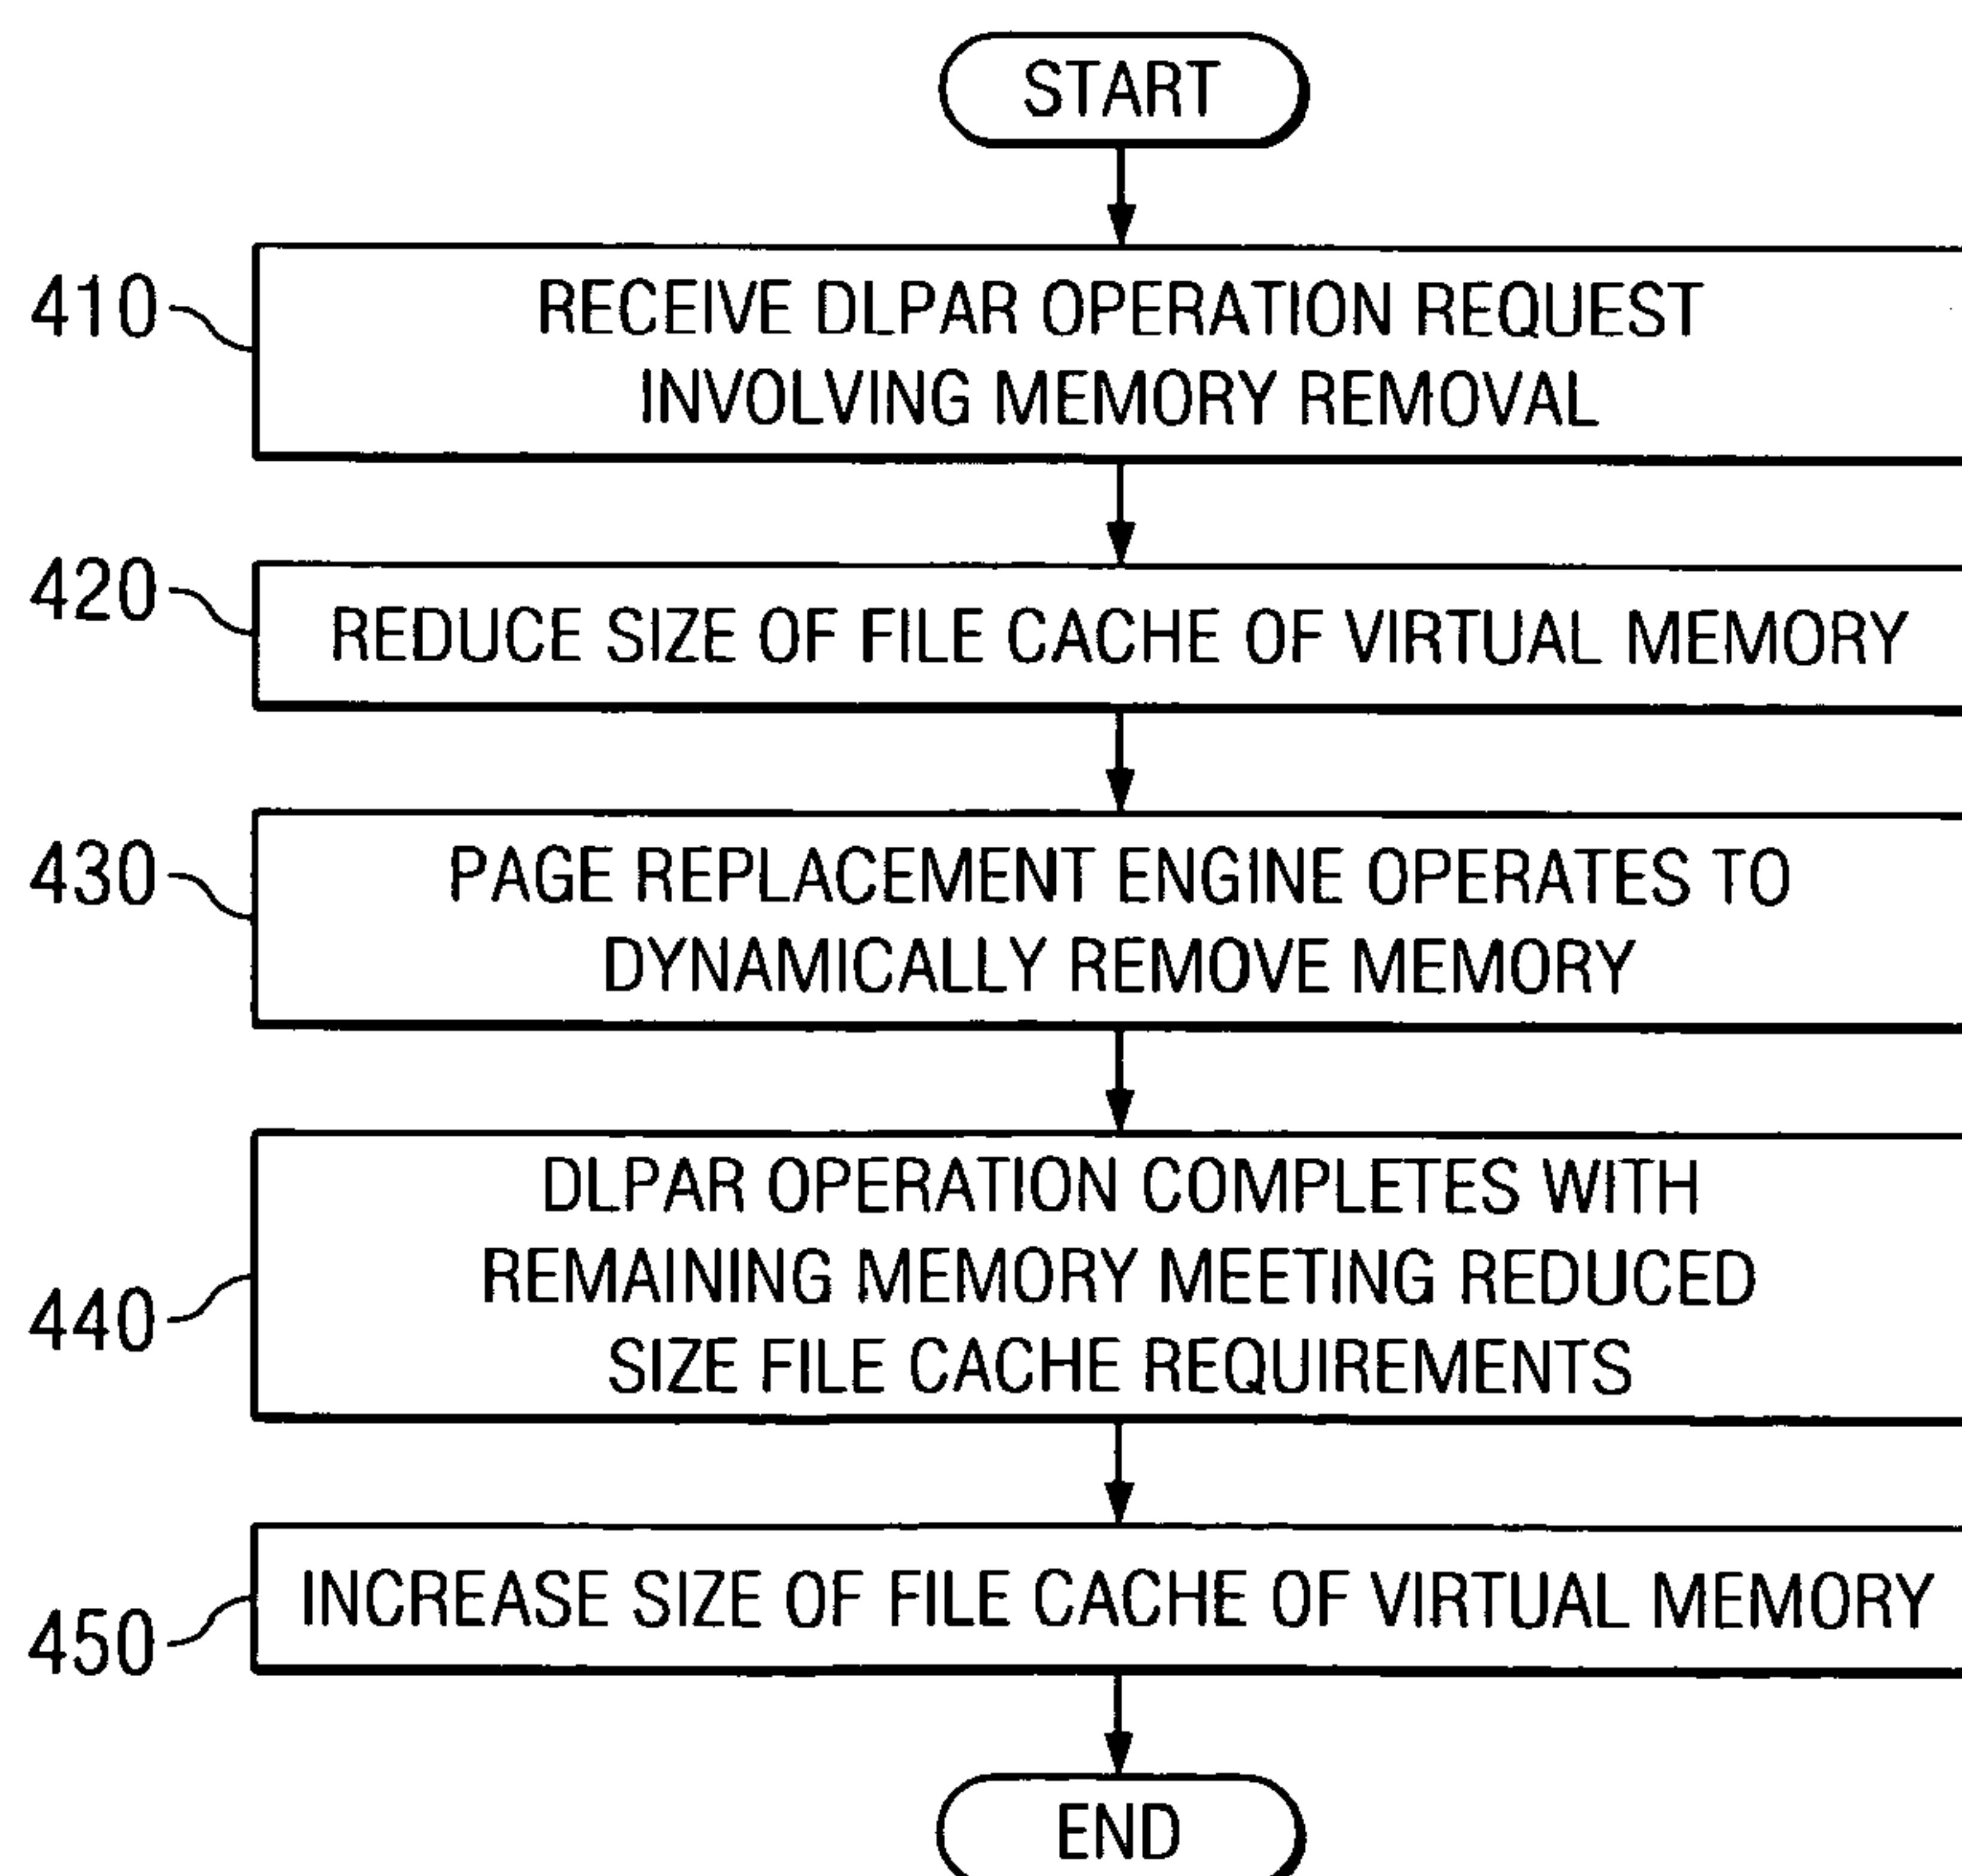 START
410
RECEIVE DLPAR OPERATION REQUEST
INVOLVING MEMORY REMOVAL
420
REDUCE SIZE OF FILE CACHE OF VIRTUAL MEMORY
430
PAGE REPLACEMENT ENGINE OPERATES TO
DYNAMICALLY REMOVE MEMORY
440
DLPAR OPERATION COMPLETES WITH
REMAINING MEMORY MEETING REDUCED
SIZE FILE CACHE REQUIREMENTS
450
INCREASE SIZE OF FILE CACHE OF VIRTUAL MEMORY
END